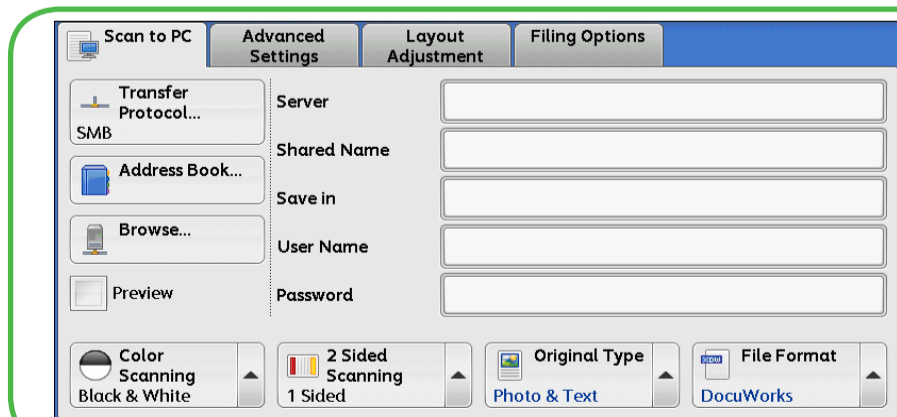 Scan to PC
Advanced
Settings
Layout
Adjustment
Filing Options
Transfer
Protocol...
SMB
Address Book...
Browse...
Preview
Server
Shared Name
Save in
User Name
Password
Color
Scanning
Black & White
2 Sided
Scanning
1 Sided
Original Type
Photo & Text
XDW
File Format
DocuWorks